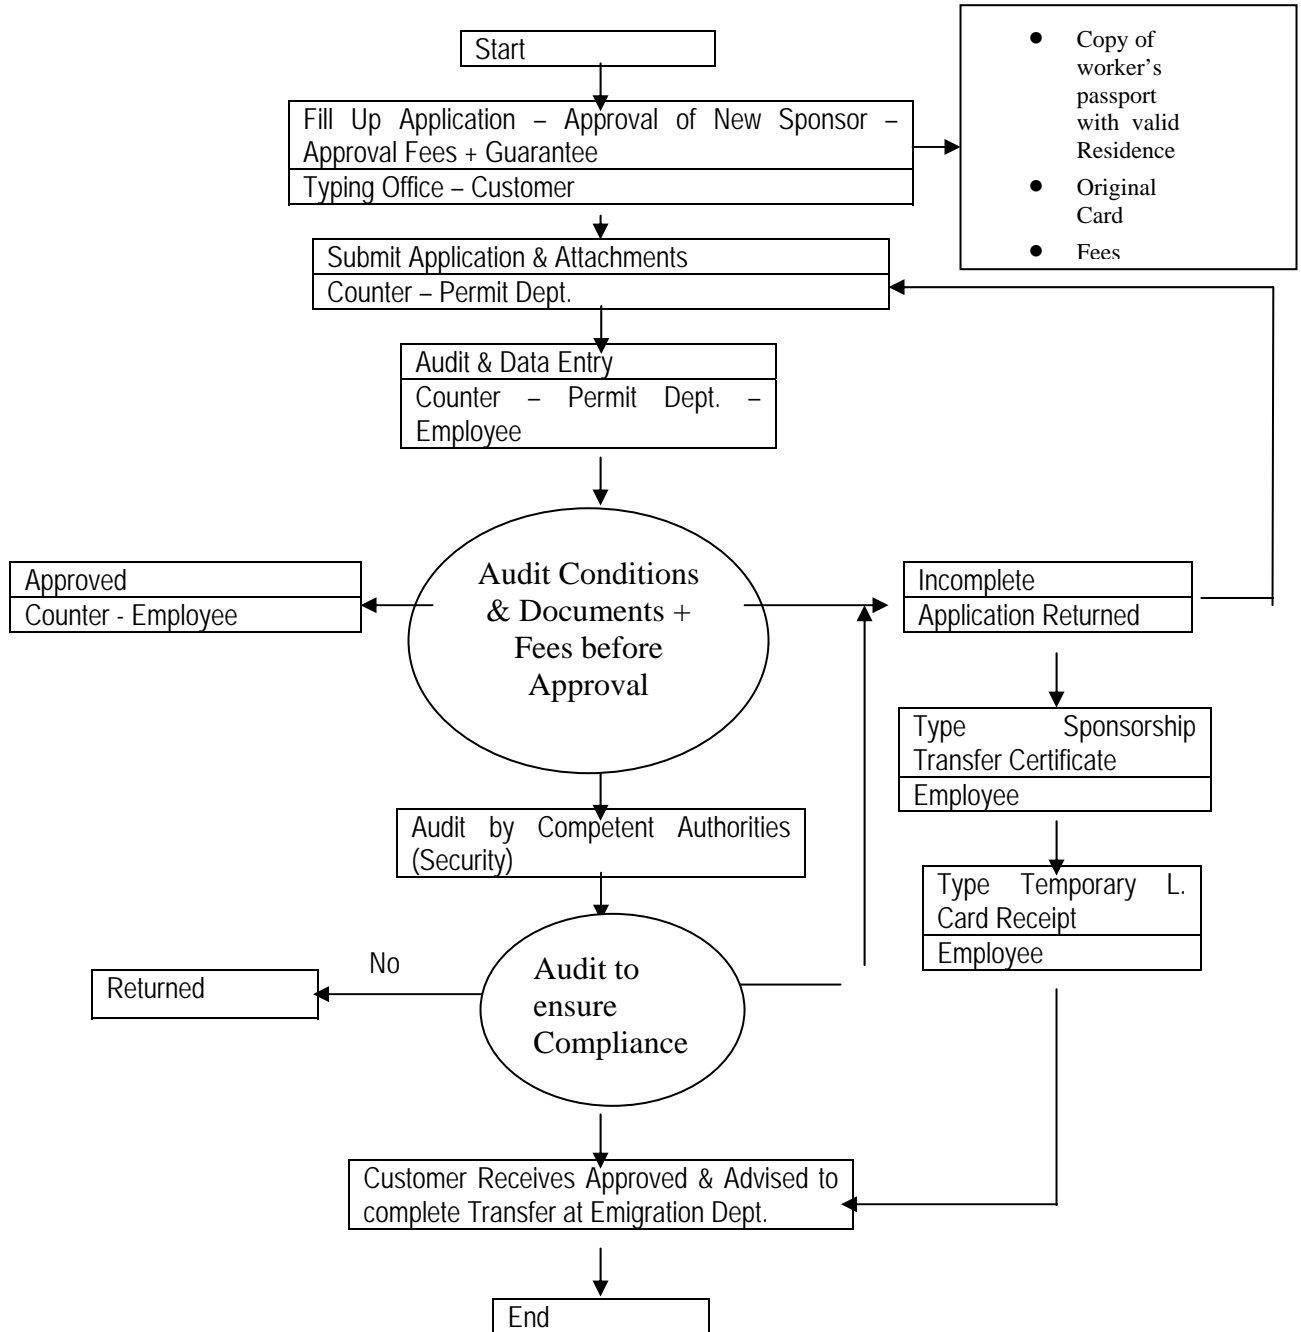 Start
Fill Up Application – Approval of New Sponsor –
Approval Fees + Guarantee
Typing Office – Customer
● Copy of
worker's
passport
with valid
Residence
● Original
Card
● Fees
Submit Application & Attachments
Counter – Permit Dept.
Audit & Data Entry
Counter – Permit Dept. –
Employee
Audit Conditions
& Documents +
Fees before
Approval
Approved
Counter - Employee
Incomplete
Application Returned
Type Sponsorship
Transfer Certificate
Employee
Audit by Competent Authorities
(Security)
Type Temporary L.
Card Receipt
Employee
No
Returned
Audit to
ensure
Compliance
Customer Receives Approved & Advised to
complete Transfer at Emigration Dept.
End